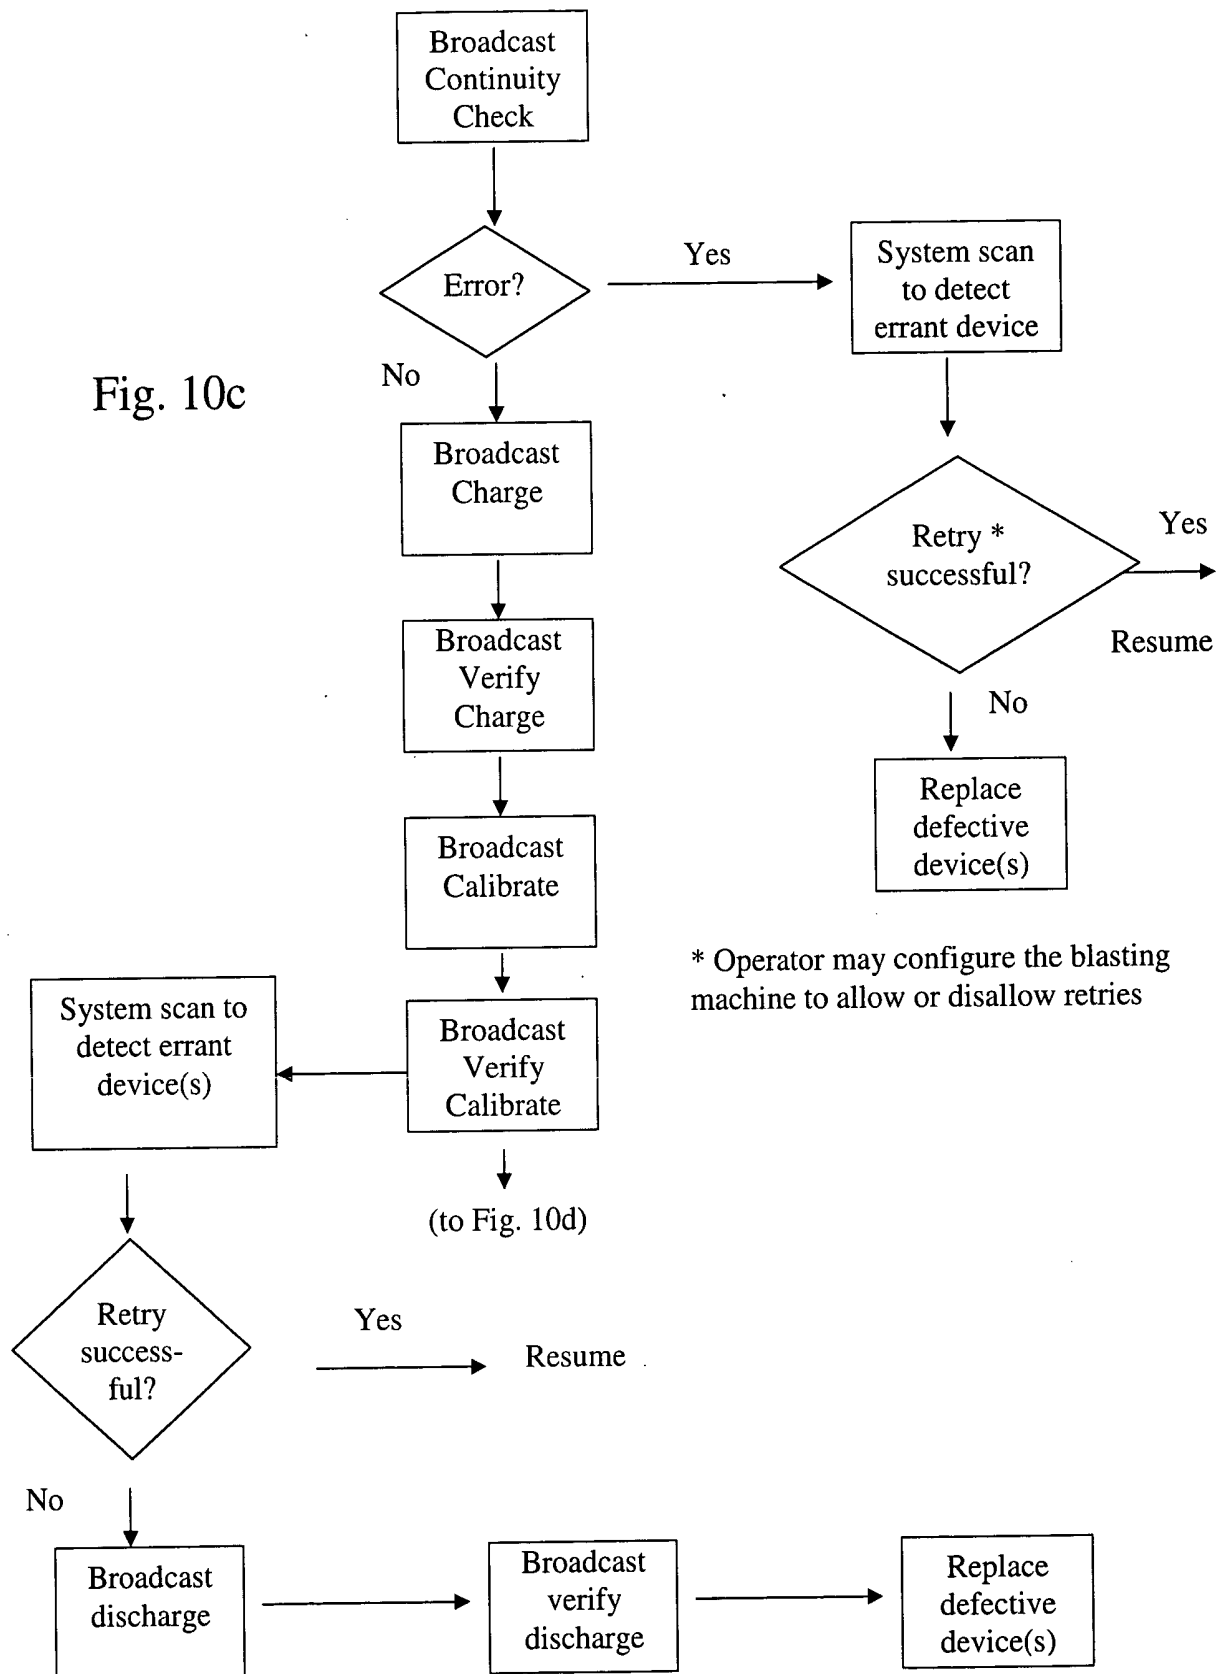 Broadcast
Continuity
Check
Error?
Yes
System scan
to detect
errant device
No
Fig. 10c
Broadcast
Charge
Retry *
successful?
Yes
Resume
No
Broadcast
Verify
Charge
Replace
defective
device(s)
Broadcast
Calibrate
* Operator may configure the blasting
machine to allow or disallow retries
System scan to
detect errant
device(s)
Broadcast
Verify
Calibrate
(to Fig. 10d)
Retry
success-
ful?
Yes
Resume
No
Broadcast
discharge
Broadcast
verify
discharge
Replace
defective
device(s)